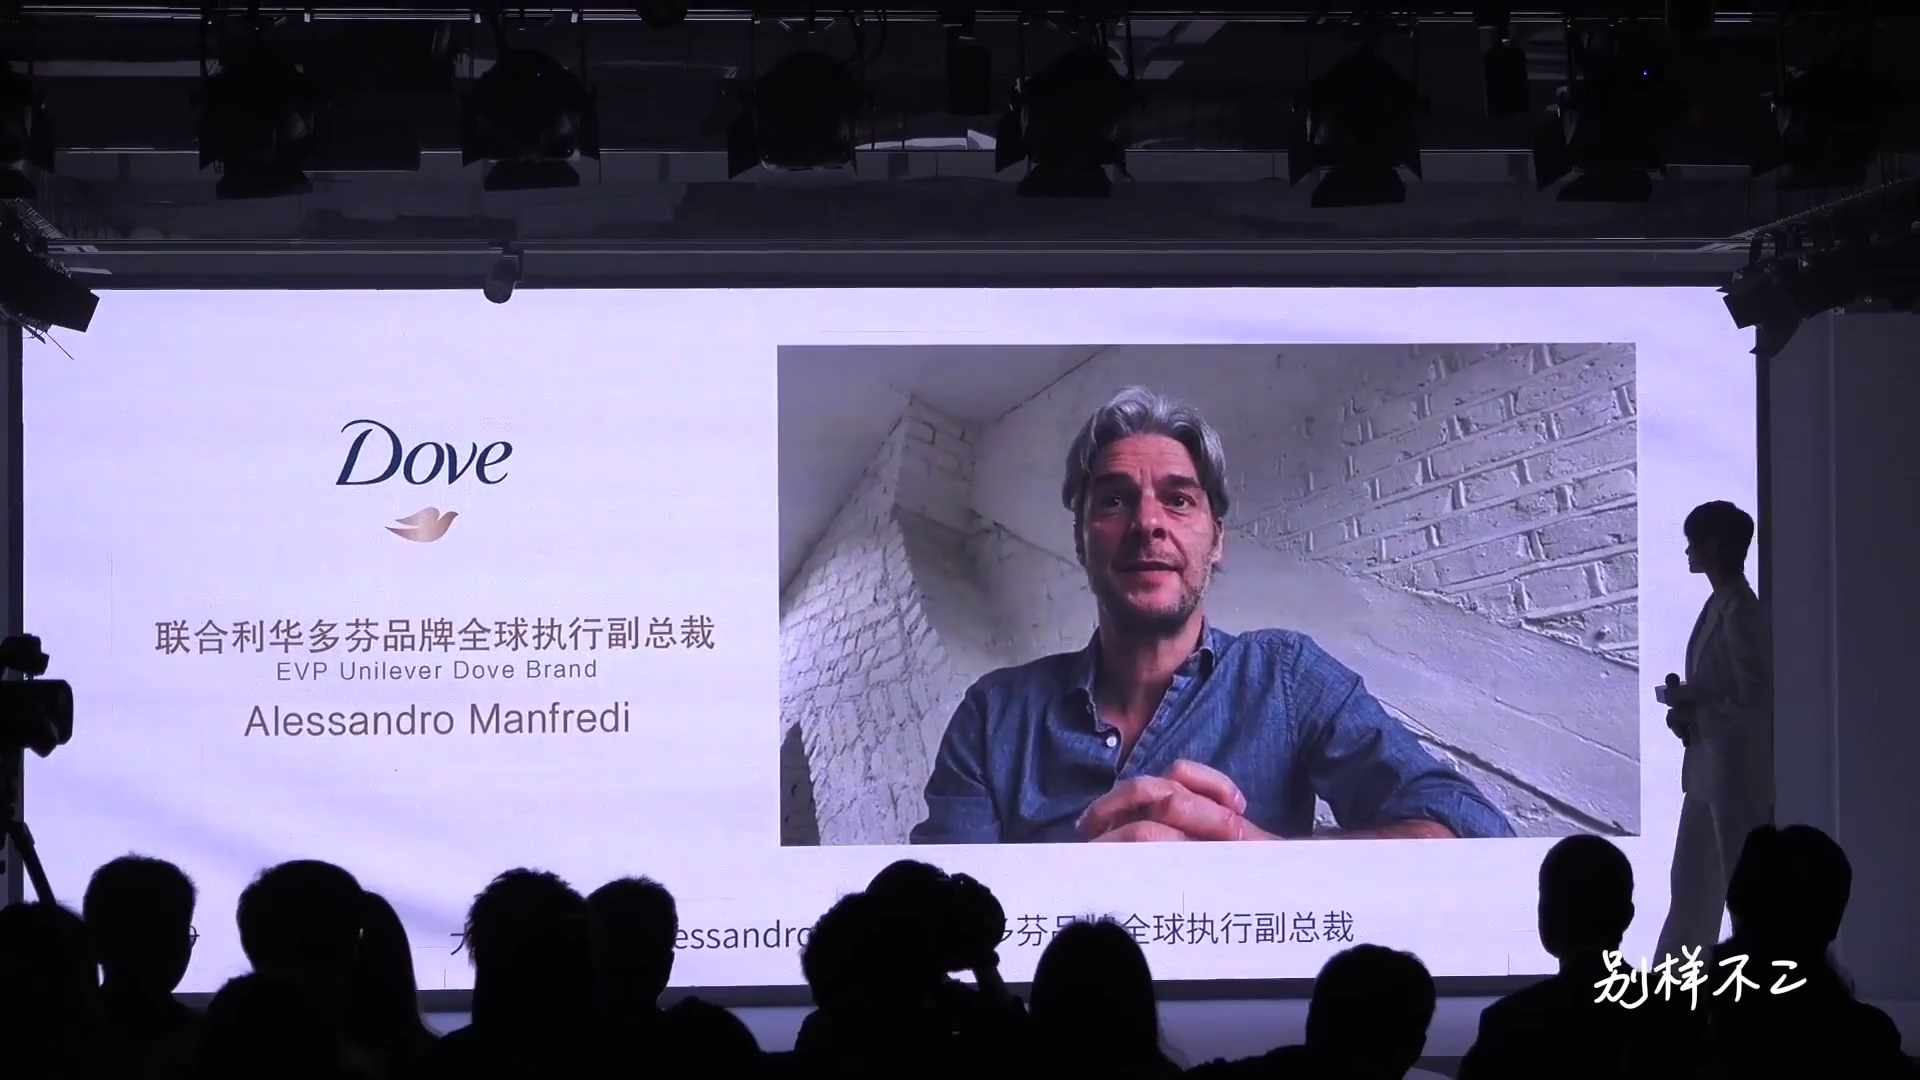 Dove
联合利华多芬品牌全球执行副总裁
EVP Unilever Dove Brand
Alessandro Manfredi
essandro 芬品牌全球执行副总裁
别样不二